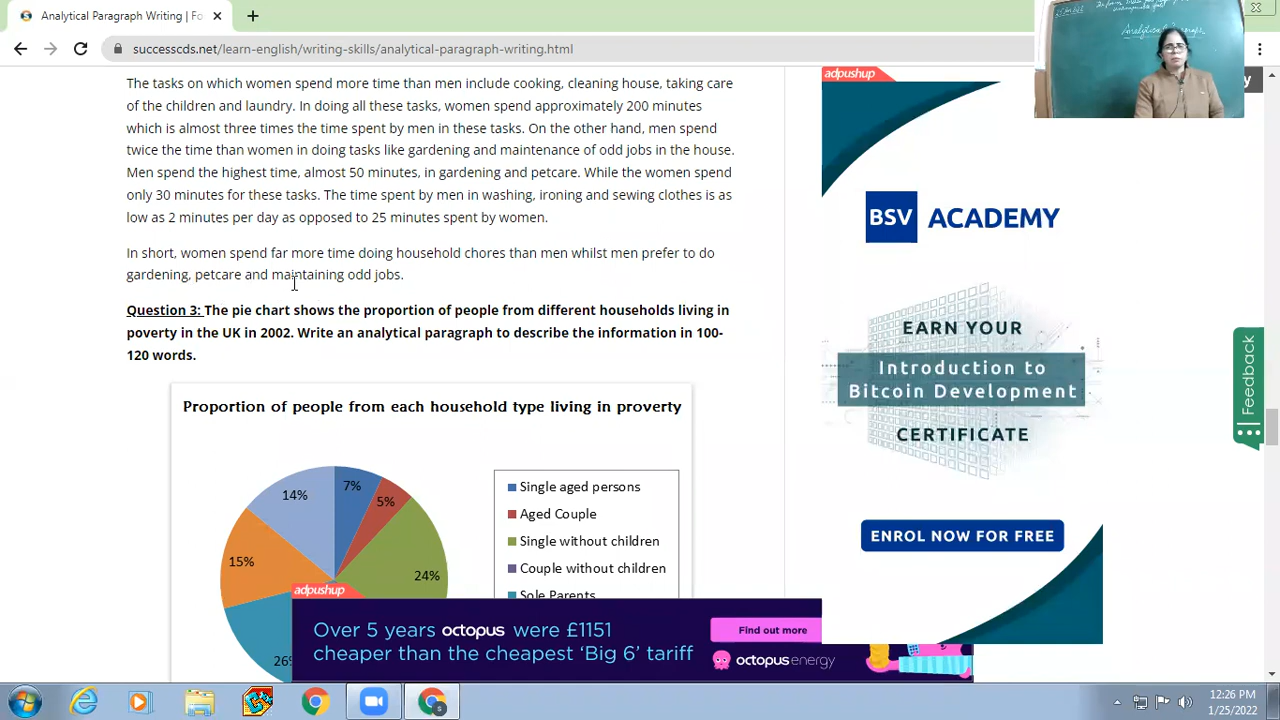 Analytical Paragraph Writing | Fo
successcds.net/learn-english/writing-skills/analytical-paragraph-writing.html
The tasks on which women spend more time than men include cooking, cleaning house, taking care
of the children and laundry. In doing all these tasks, women spend approximately 200 minutes
which is almost three times the time spent by men in these tasks. On the other hand, men spend
twice the time than women in doing tasks like gardening and maintenance of odd jobs in the house.
Men spend the highest time, almost 50 minutes, in gardening and petcare. While the women spend
only 30 minutes for these tasks. The time spent by men in washing, ironing and sewing clothes is as
low as 2 minutes per day as opposed to 25 minutes spent by women.
In short, women spend far more time doing household chores than men whilst men prefer to do
gardening, petcare and maintaining odd jobs.
Question 3: The pie chart shows the proportion of people from different households living in
poverty in the UK in 2002. Write an analytical paragraph to describe the information in 100-
120 words.
Proportion of people from each household type living in proverty
14%
7%
5%
15%
24%
26%
Single aged persons
Aged Couple
Single without children
Couple without children
Sole Parents
adpushup
Over 5 years octopus were £1151
cheaper than the cheapest 'Big 6' tariff
Find out more
octopus energy
adpushup
BSV ACADEMY
EARN YOUR
Introduction to
Bitcoin Development
CERTIFICATE
ENROL NOW FOR FREE
Feedback
Analytical Paragraph
12:26 PM
1/25/2022